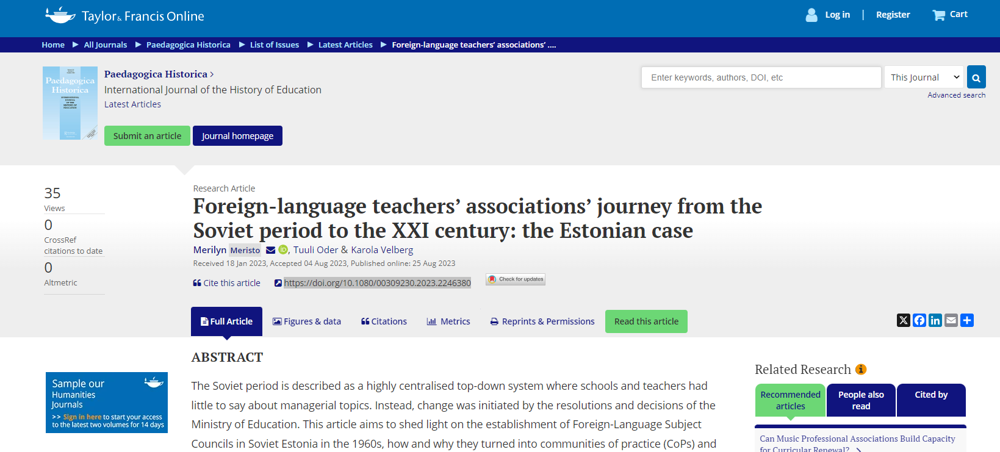 Taylor & Francis Online
Log in | Register Cart
Home ▶ All Journals ▶ Paedagogica Historica ▶ List of Issues ▶ Latest Articles ▶ Foreign-language teachers’ associations’ ....
Paedagogica
Historica
INTERNATIONAL
JOURNAL
OF THE
HISTORY OF
EDUCATION
Paedagogica Historica >
International Journal of the History of Education
Latest Articles
Submit an article
Journal homepage
Enter keywords, authors, DOI, etc
This Journal
Advanced search
35
Views
0
CrossRef
citations to date
0
Altmetric
Research Article
Foreign-language teachers’ associations’ journey from the
Soviet period to the XXI century: the Estonian case
Merilyn Meristo iD, Tuuli Oder & Karola Velberg
Received 18 Jan 2023, Accepted 04 Aug 2023, Published online: 25 Aug 2023
Cite this article https://doi.org/10.1080/00309230.2023.2246380 Check for updates
Full Article Figures & data Citations Metrics Reprints & Permissions Read this article
ABSTRACT
The Soviet period is described as a highly centralised top-down system where schools and teachers had
little to say about managerial topics. Instead, change was initiated by the resolutions and decisions of the
Ministry of Education. This article aims to shed light on the establishment of Foreign-Language Subject
Councils in Soviet Estonia in the 1960s, how and why they turned into communities of practice (CoPs) and
Sample our
Humanities
Journals
>> Sign in here to start your access
to the latest two volumes for 14 days
Related Research
Recommended
articles
People also
read
Cited by
Can Music Professional Associations Build Capacity
for Curricular Renewal? >